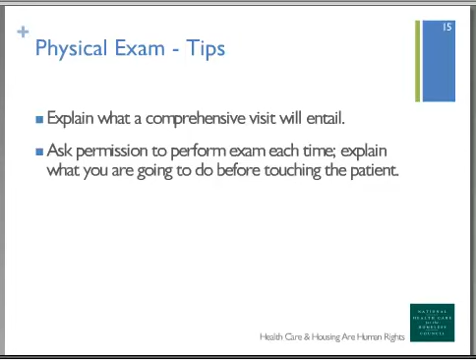 15
+
Physical Exam - Tips
Explain what a comprehensive visit will entail.
Ask permission to perform exam each time; explain
what you are going to do before touching the patient.
NATIONAL
HEALTH CARE
for the
HOMELESS
COUNCIL
Health Care & Housing Are Human Rights